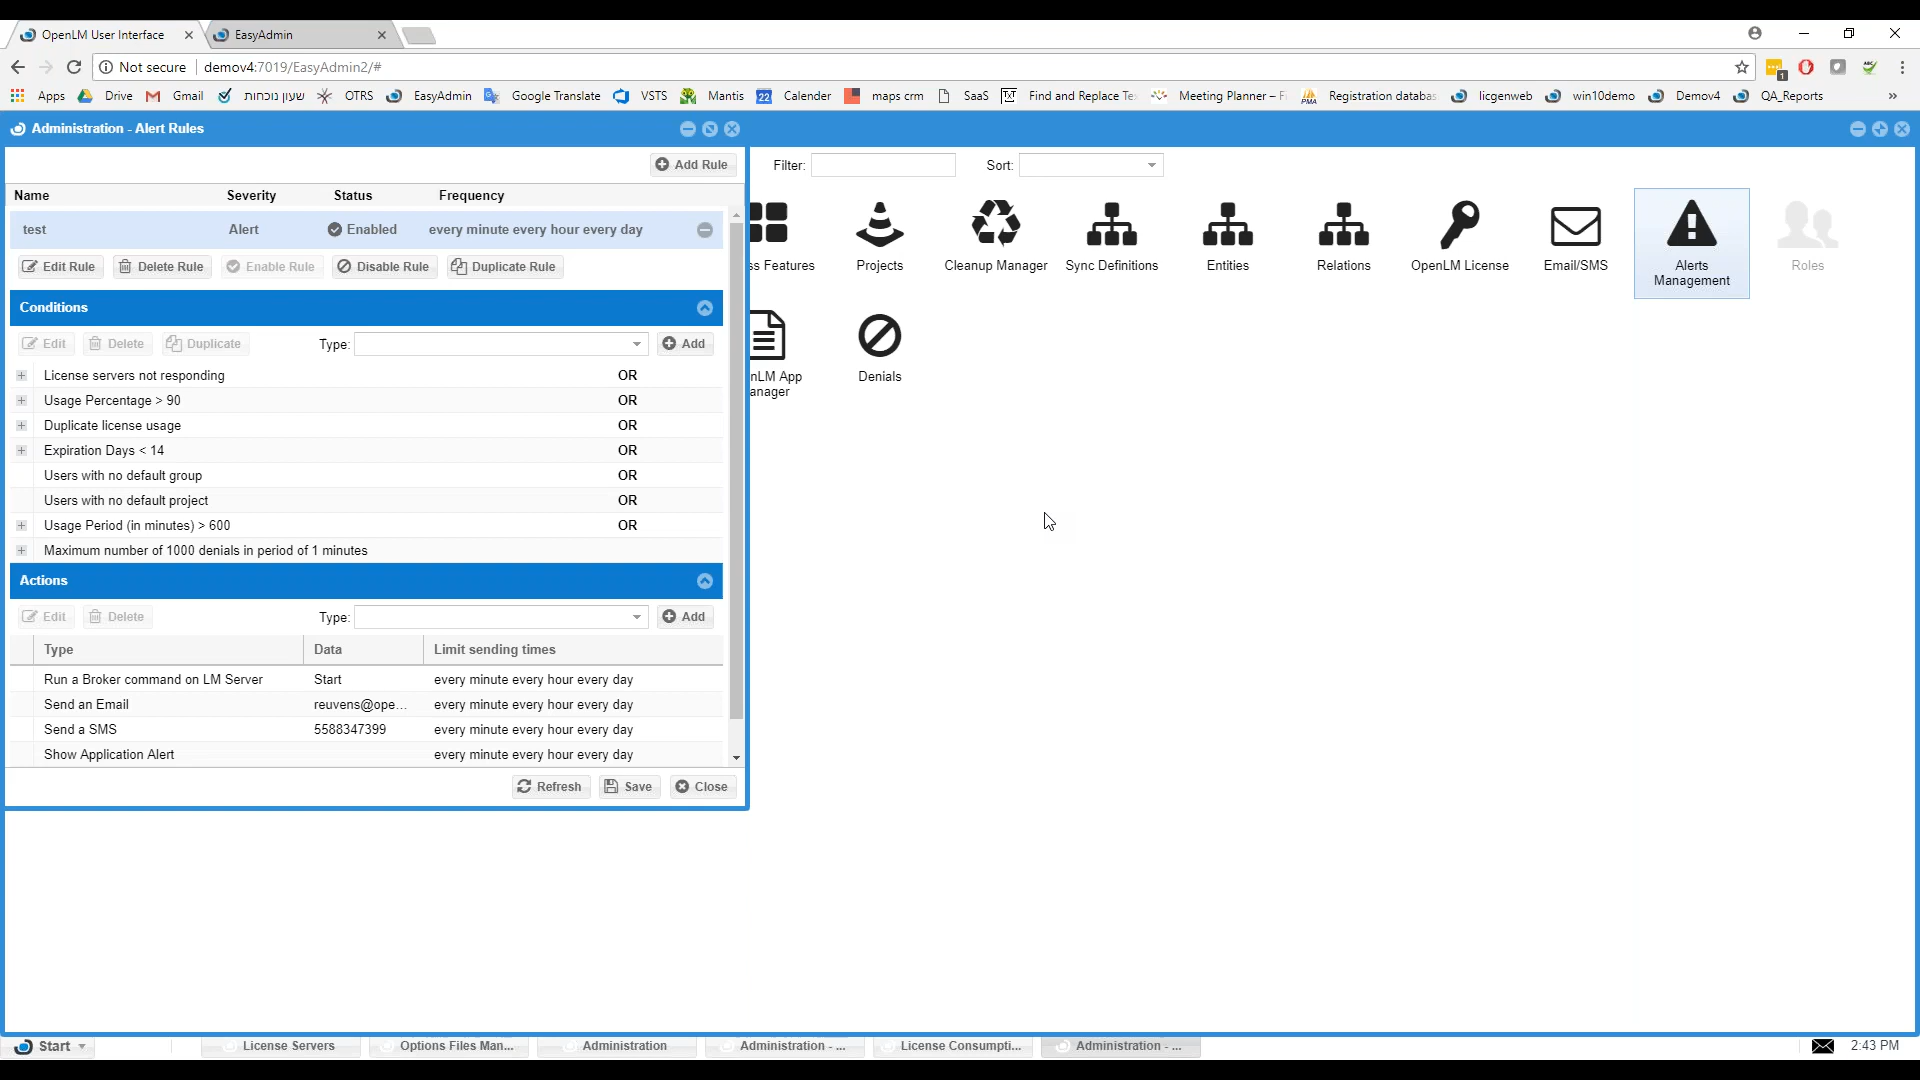 OpenLM User Interface
EasyAdmin
Not secure demov4:7019/EasyAdmin2/#
Apps Drive Gmail שעון נוכחות OTRS EasyAdmin Google Translate VSTS Mantis 22 Calender maps crm SaaS Find and Replace Te Meeting Planner – F PMA Registration databas licgenweb win10demo Demov4 QA_Reports »
Administration - Alert Rules
Add Rule
Filter: Sort:
Name Severity Status Frequency
test Alert Enabled every minute every hour every day
Edit Rule Delete Rule Enable Rule Disable Rule Duplicate Rule
ss Features
Projects
Cleanup Manager
Sync Definitions
Entities
Relations
OpenLM License
Email/SMS
Alerts
Management
Roles
nLM App
anager
Denials
Conditions
Edit Delete Duplicate Type: Add
License servers not responding OR
Usage Percentage > 90 OR
Duplicate license usage OR
Expiration Days < 14 OR
Users with no default group OR
Users with no default project OR
Usage Period (in minutes) > 600 OR
Maximum number of 1000 denials in period of 1 minutes
Actions
Edit Delete Type: Add
Type Data Limit sending times
Run a Broker command on LM Server Start every minute every hour every day
Send an Email reuvens@ope... every minute every hour every day
Send a SMS 5588347399 every minute every hour every day
Show Application Alert every minute every hour every day
Refresh Save Close
Start License Servers Options Files Man... Administration Administration - ... License Consumpti... Administration - ... 2:43 PM